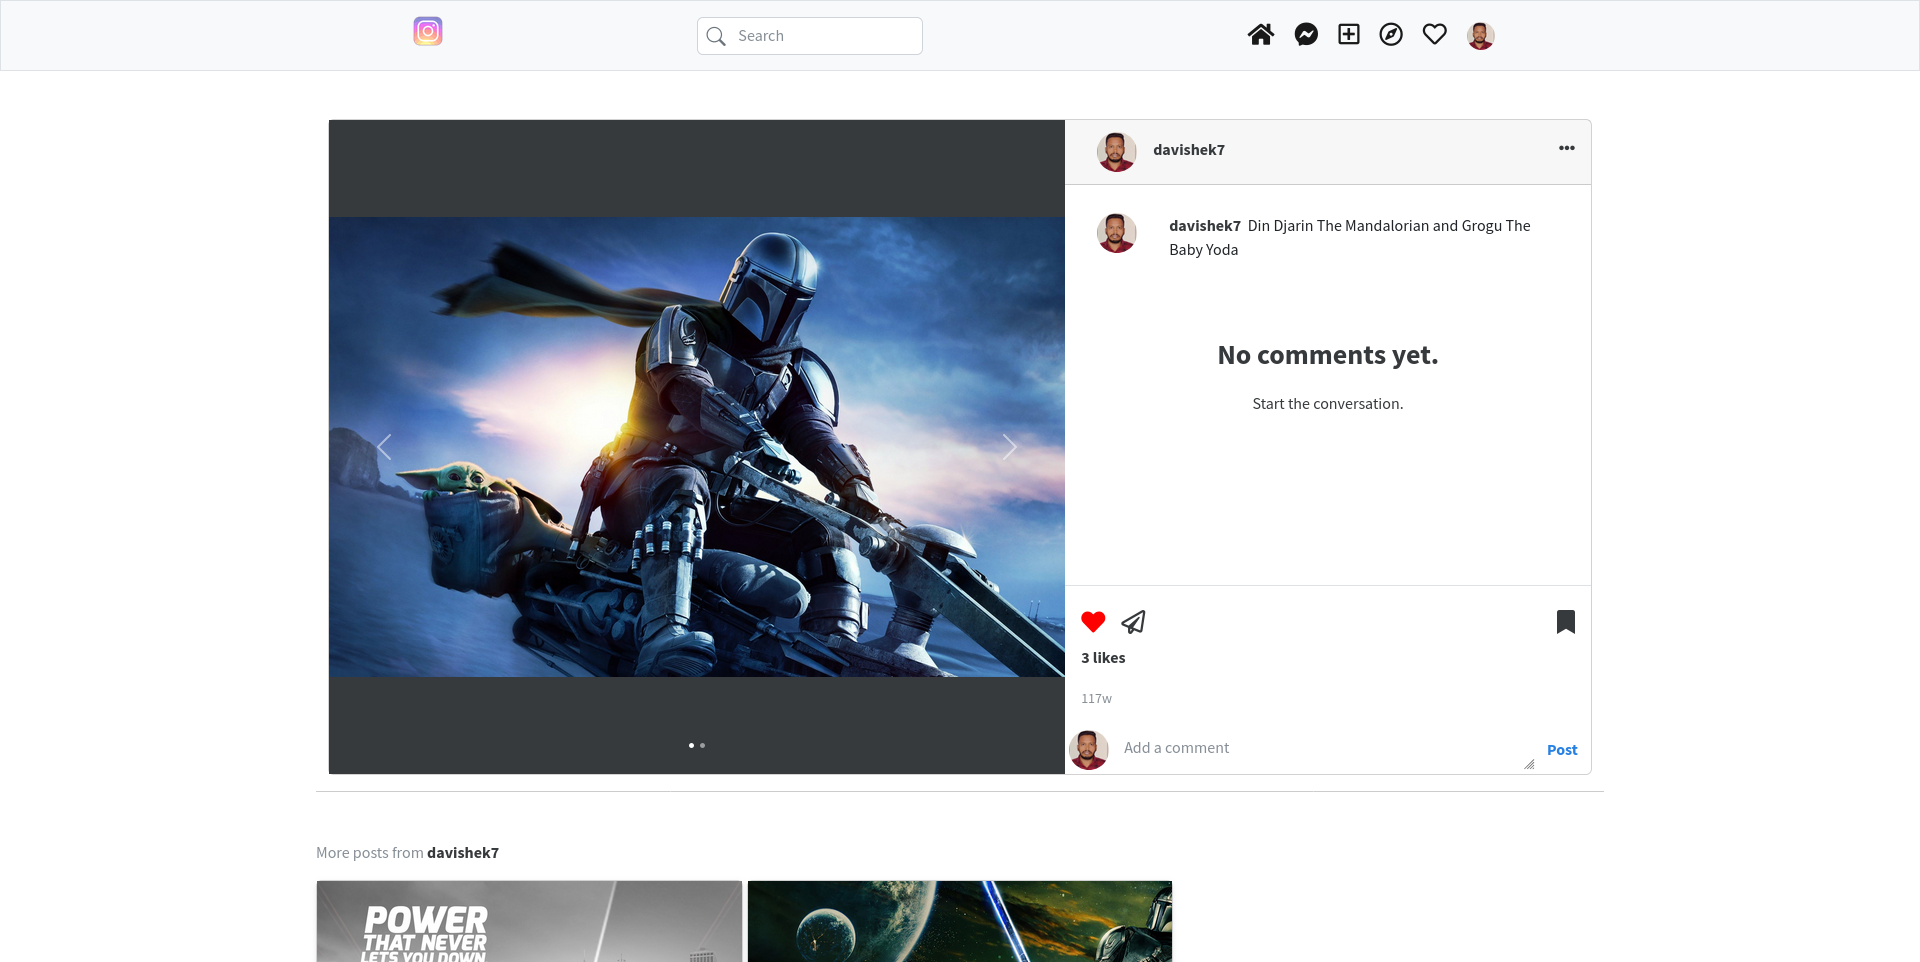 Search
davishek7
davishek7 Din Djarin The Mandalorian and Grogu The
Baby Yoda
No comments yet.
Start the conversation.
3 likes
117w
Add a comment
Post
More posts from davishek7
POWER
THAT NEVER
LETS YOU DOWN